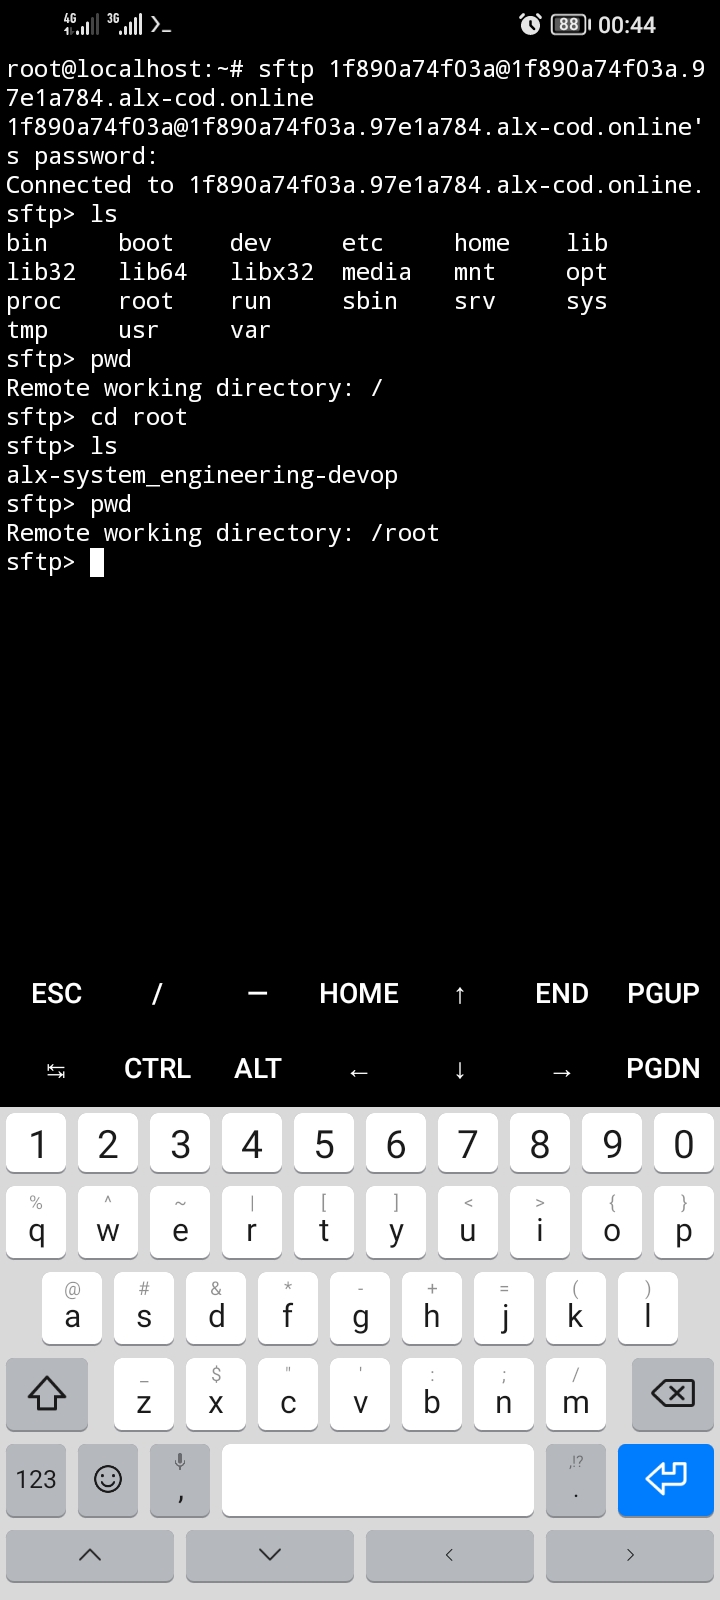 4G 3G >_ 88 00:44
root@localhost:~# sftp 1f890a74f03a@1f890a74f03a.9
7e1a784.alx-cod.online
1f890a74f03a@1f890a74f03a.97e1a784.alx-cod.online'
s password:
Connected to 1f890a74f03a.97e1a784.alx-cod.online.
sftp> ls
bin boot dev etc home lib
lib32 lib64 libx32 media mnt opt
proc root run sbin srv sys
tmp usr var
sftp> pwd
Remote working directory: /
sftp> cd root
sftp> ls
alx-system_engineering-devop
sftp> pwd
Remote working directory: /root
sftp>
ESC / — HOME ↑ END PGUP
↹ CTRL ALT ← ↓ → PGDN
1 2 3 4 5 6 7 8 9 0
% ^ ~ | [ ] < > { }
q w e r t y u i o p
@ # & * - + = ( )
a s d f g h j k l
_ $ " ' : ; /
z x c v b n m
,!?
123 , .